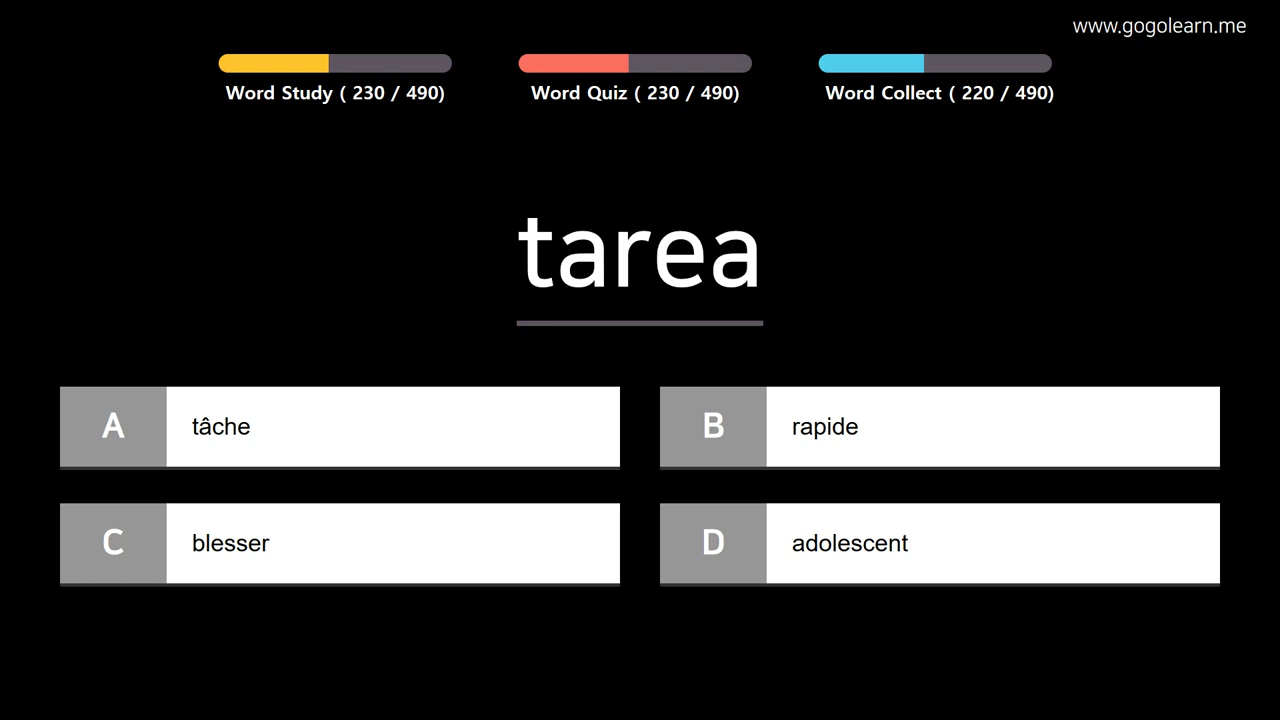 www.gogolearn.me
Word Study ( 230 / 490)
Word Quiz ( 230 / 490)
Word Collect ( 220 / 490)
tarea
A tâche
B rapide
C blesser
D adolescent